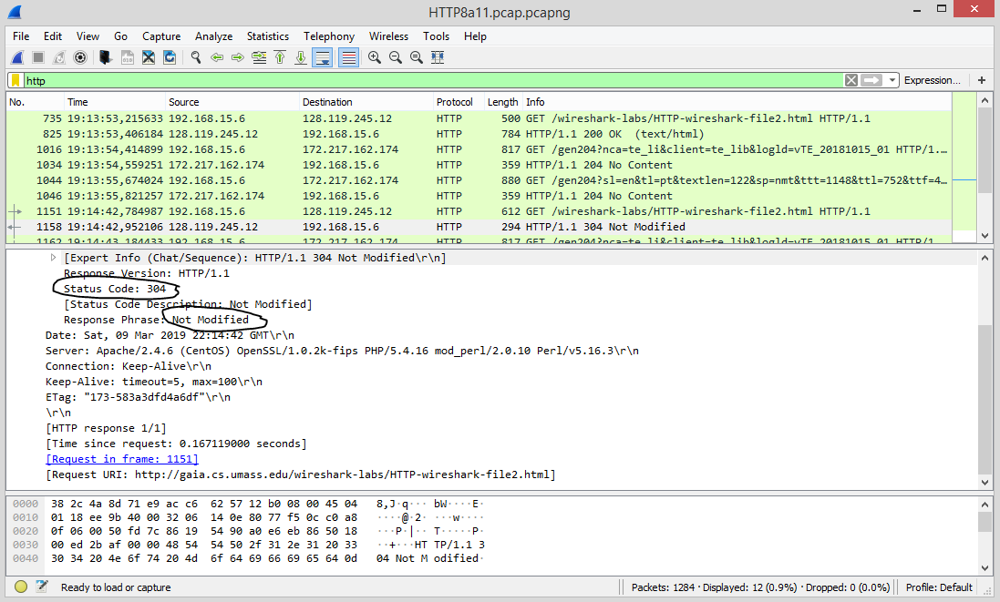 HTTP8a11.pcap.pcapng
File Edit View Go Capture Analyze Statistics Telephony Wireless Tools Help
http Expression... +
No. Time Source Destination Protocol Length Info
735 19:13:53,215633 192.168.15.6 128.119.245.12 HTTP 500 GET /wireshark-labs/HTTP-wireshark-file2.html HTTP/1.1
825 19:13:53,406184 128.119.245.12 192.168.15.6 HTTP 784 HTTP/1.1 200 OK (text/html)
1016 19:13:54,414899 192.168.15.6 172.217.162.174 HTTP 817 GET /gen204?nca=te_li&client=te_lib&logld=vTE_20181015_01 HTTP/1...
1034 19:13:54,559251 172.217.162.174 192.168.15.6 HTTP 359 HTTP/1.1 204 No Content
1044 19:13:55,674024 192.168.15.6 172.217.162.174 HTTP 880 GET /gen204?sl=en&tl=pt&textlen=122&sp=nmt&ttt=1148&ttl=752&ttf=4...
1046 19:13:55,821257 172.217.162.174 192.168.15.6 HTTP 359 HTTP/1.1 204 No Content
1151 19:14:42,784987 192.168.15.6 128.119.245.12 HTTP 612 GET /wireshark-labs/HTTP-wireshark-file2.html HTTP/1.1
1158 19:14:42,952106 128.119.245.12 192.168.15.6 HTTP 294 HTTP/1.1 304 Not Modified
1162 19:14:43,184433 192.168.15.6 172.217.162.174 HTTP 817 GET /gen204?nca=te_li&client=te_lib&logld=vTE_20181015_01 HTTP/1
[Expert Info (Chat/Sequence): HTTP/1.1 304 Not Modified\r\n]
Response Version: HTTP/1.1
Status Code: 304
[Status Code Description: Not Modified]
Response Phrase: Not Modified
Date: Sat, 09 Mar 2019 22:14:42 GMT\r\n
Server: Apache/2.4.6 (CentOS) OpenSSL/1.0.2k-fips PHP/5.4.16 mod_perl/2.0.10 Perl/v5.16.3\r\n
Connection: Keep-Alive\r\n
Keep-Alive: timeout=5, max=100\r\n
ETag: "173-583a3dfd4a6df"\r\n
\r\n
[HTTP response 1/1]
[Time since request: 0.167119000 seconds]
[Request in frame: 1151]
[Request URI: http://gaia.cs.umass.edu/wireshark-labs/HTTP-wireshark-file2.html]
0000 38 2c 4a 8d 71 e9 ac c6 62 57 12 b0 08 00 45 04 8,J·q··· bW····E·
0010 01 18 ee 9b 40 00 32 06 14 0e 80 77 f5 0c c0 a8 ····@·2· ···w····
0020 0f 06 00 50 fd 7c 86 19 54 90 a0 e6 eb 86 50 18 ···P·|·· T·····P·
0030 00 ed 2b af 00 00 48 54 54 50 2f 31 2e 31 20 33 ··+···HT TP/1.1 3
0040 30 34 20 4e 6f 74 20 4d 6f 64 69 66 69 65 64 0d 04 Not M odified·
Ready to load or capture Packets: 1284 · Displayed: 12 (0.9%) · Dropped: 0 (0.0%) Profile: Default